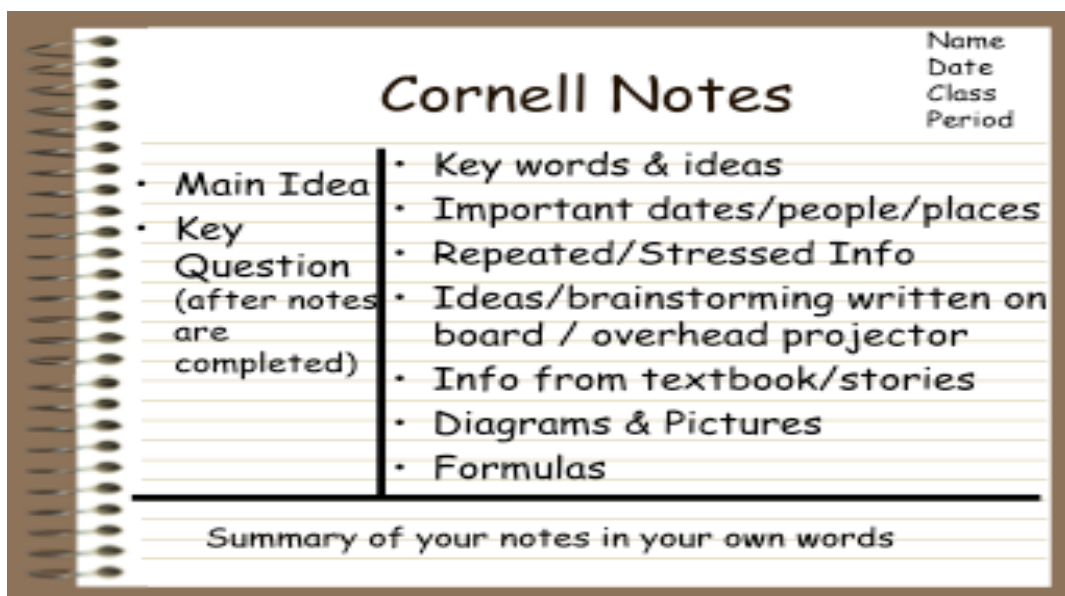 Name
Date
Class
Period
Cornell Notes
• Main Idea
• Key
Question
(after notes
are
completed)
• Key words & ideas
• Important dates/people/places
• Repeated/Stressed Info
• Ideas/brainstorming written on
board / overhead projector
• Info from textbook/stories
• Diagrams & Pictures
• Formulas
Summary of your notes in your own words